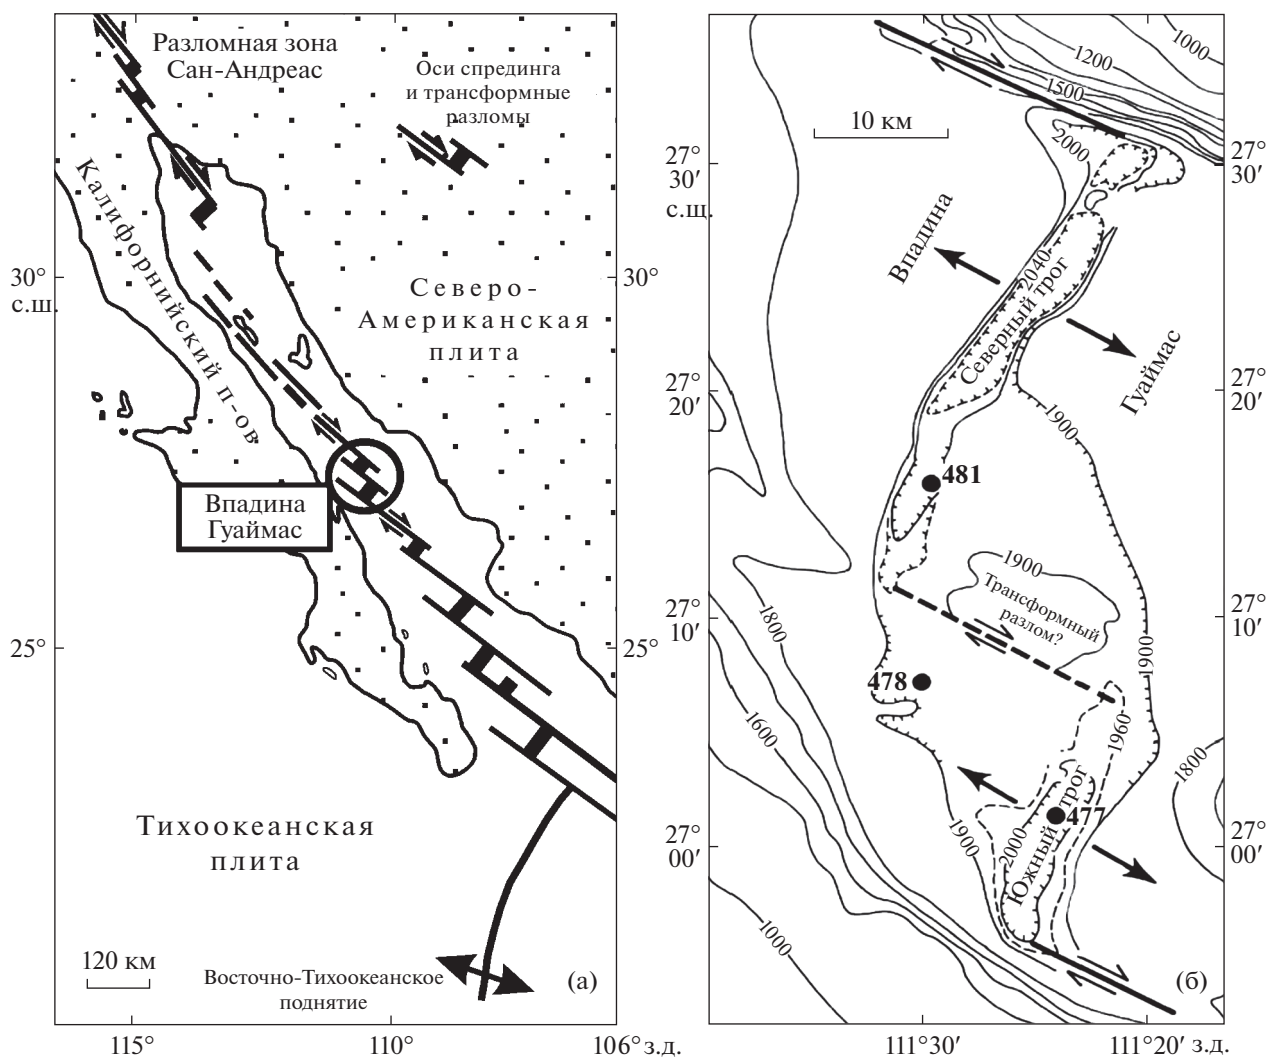 Разломная зона
Сан-Андреас
Оси спрединга
и трансформные
разломы
Калифорнийский п-ов
30°
с.ш.
30°
Северо-
Американская
плита
Впадина
Гуаймас
25°
25°
Тихоокеанская
плита
120 км
Восточно-Тихоокеанское
поднятие
(а)
115°
110°
106° з.д.
1000
1200
1500
10 км
2000
27°
30′
с.щ.
27°
30′
Впадина
2040
Северный трог
Гуаймас
27°
20′
27°
20′
1900
481
1900
Трансформный
разлом?
27°
10′
27°
10′
1800
1900
478
1600
1960
1800
Южный трог
477
2000
1900
27°
00′
27°
00′
1000
(б)
111°30′
111°20′ з.д.